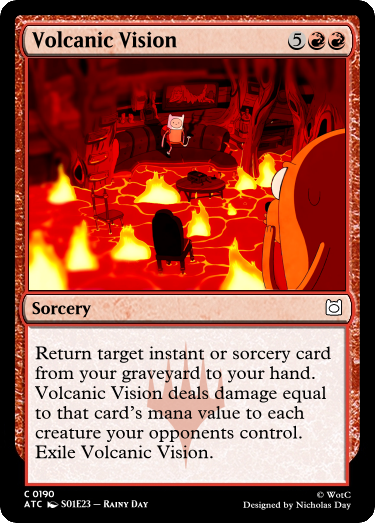 Volcanic Vision 5
Sorcery
Return target instant or sorcery card
from your graveyard to your hand.
Volcanic Vision deals damage equal
to that card's mana value to each
creature your opponents control.
Exile Volcanic Vision.
C 0190 © WotC
ATC S01E23 – Rainy Day Designed by Nicholas Day